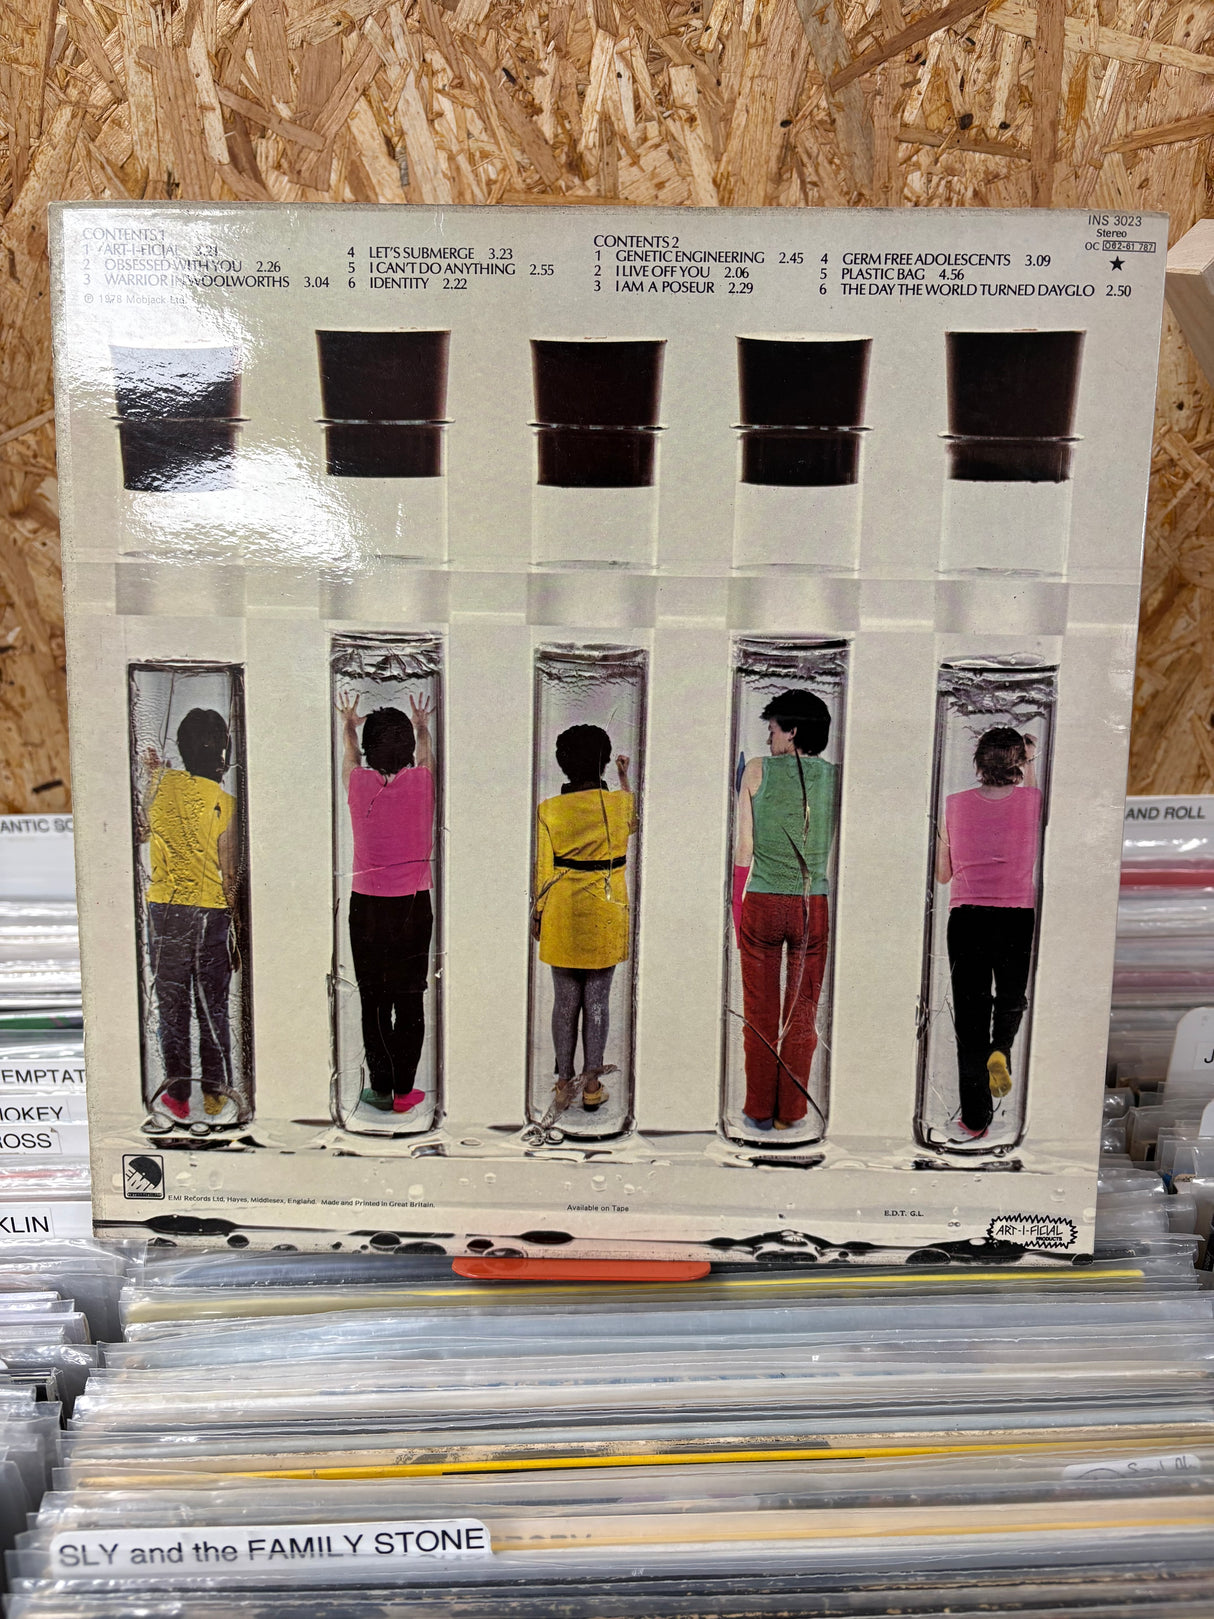 CONTENTS 1
1 ART-I-FICIAL 3.21
2 OBSESSED WITH YOU 2.26
3 WARRIOR IN WOOLWORTHS 3.04
℗ 1978 Mobjack Ltd.
4 LET'S SUBMERGE 3.23
5 I CAN'T DO ANYTHING 2.55
6 IDENTITY 2.22
CONTENTS 2
1 GENETIC ENGINEERING 2.45
2 I LIVE OFF YOU 2.06
3 I AM A POSEUR 2.29
4 GERM FREE ADOLESCENTS 3.09
5 PLASTIC BAG 4.56
6 THE DAY THE WORLD TURNED DAYGLO 2.50
INS 3023
Stereo
OC 062-61 787
ANTIC SO
AND ROLL
EMPTAT
OKEY
ROSS
KLIN
J
EMI Records Ltd, Hayes, Middlesex, England. Made and Printed in Great Britain.
Available on Tape
E.D.T. G.L.
ART-I-FICIAL
PRODUCTS
SLY and the FAMILY STONE